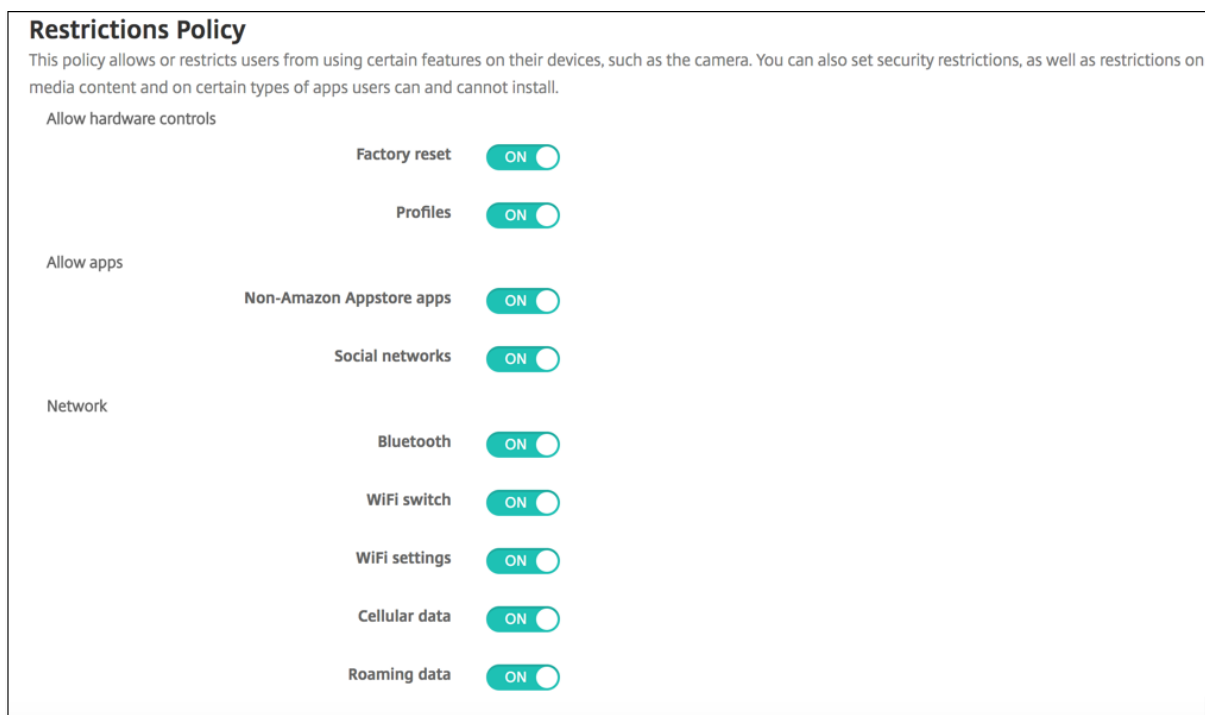 Restrictions Policy
This policy allows or restricts users from using certain features on their devices, such as the camera. You can also set security restrictions, as well as restrictions on
media content and on certain types of apps users can and cannot install.
Allow hardware controls
Factory reset ON
Profiles ON
Allow apps
Non-Amazon Appstore apps ON
Social networks ON
Network
Bluetooth ON
WiFi switch ON
WiFi settings ON
Cellular data ON
Roaming data ON